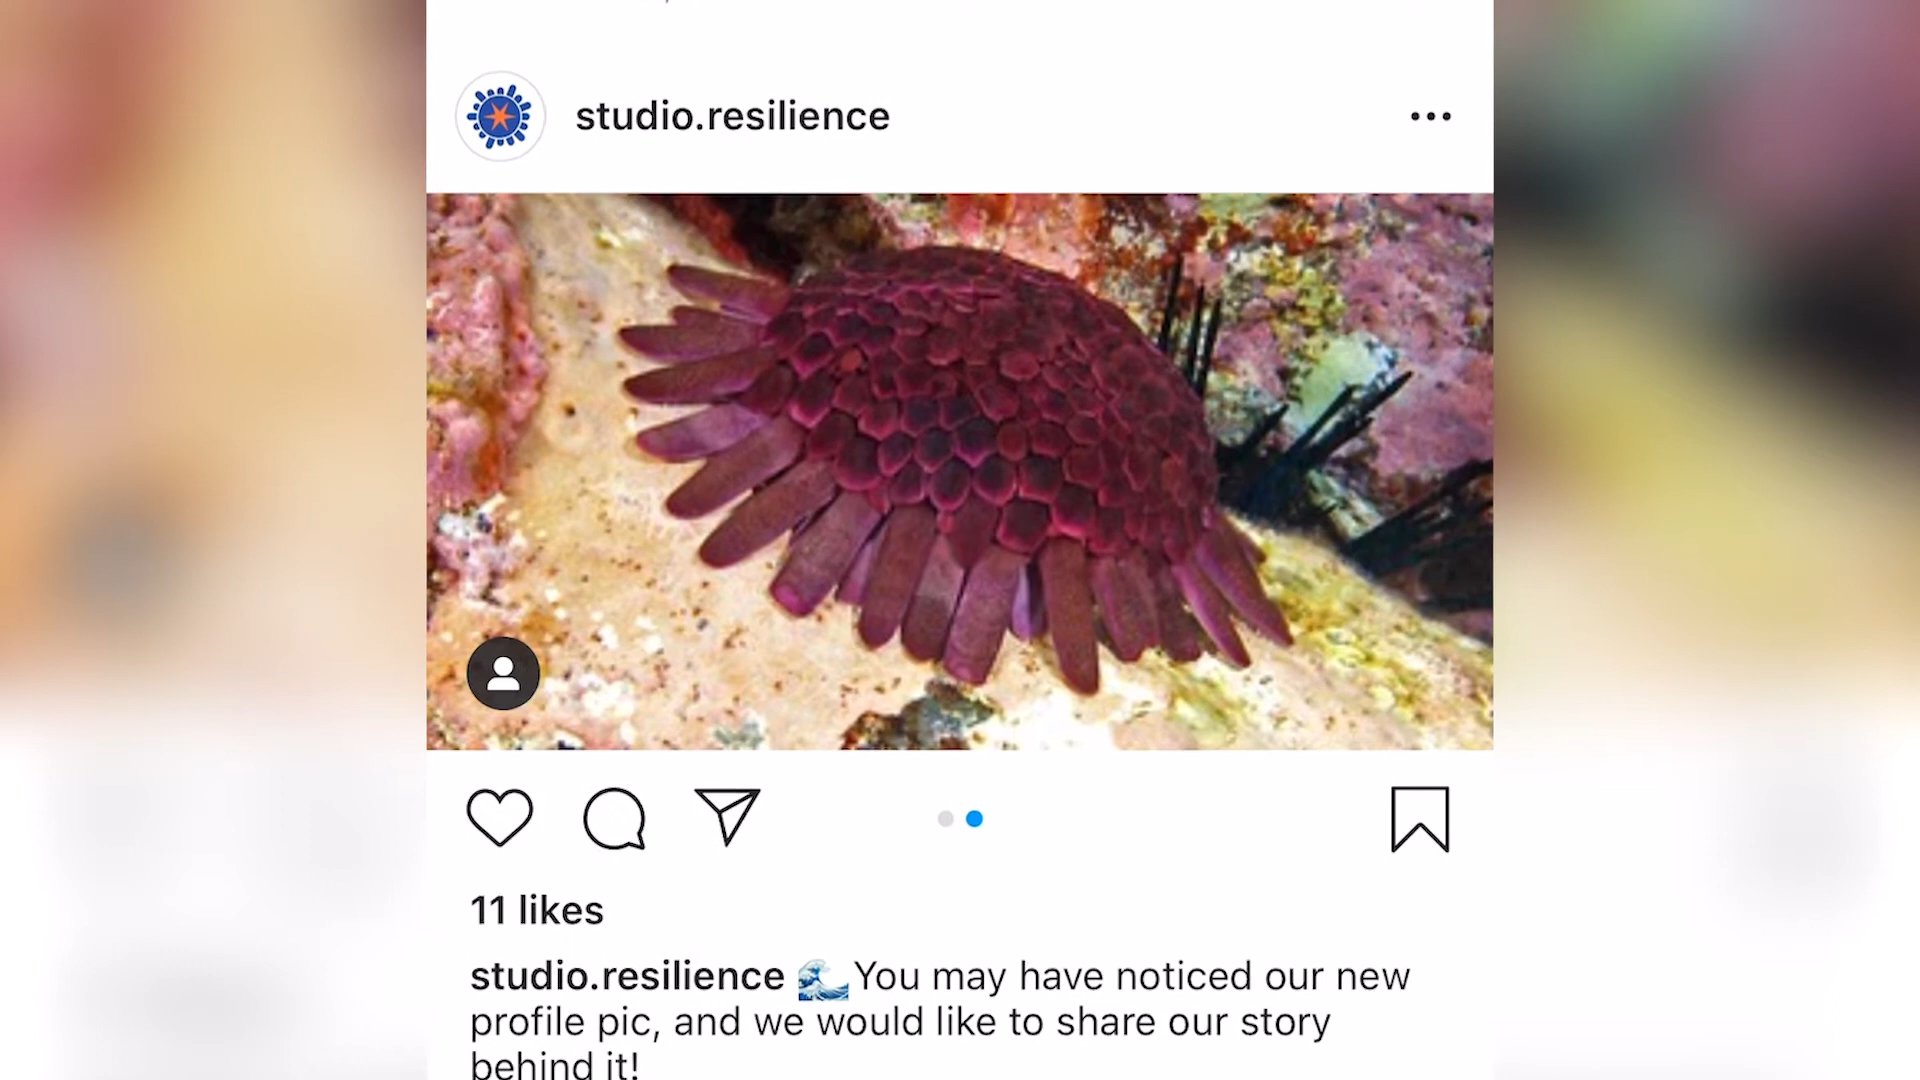 studio.resilience
11 likes
studio.resilience 🌊You may have noticed our new
profile pic, and we would like to share our story
behind it!